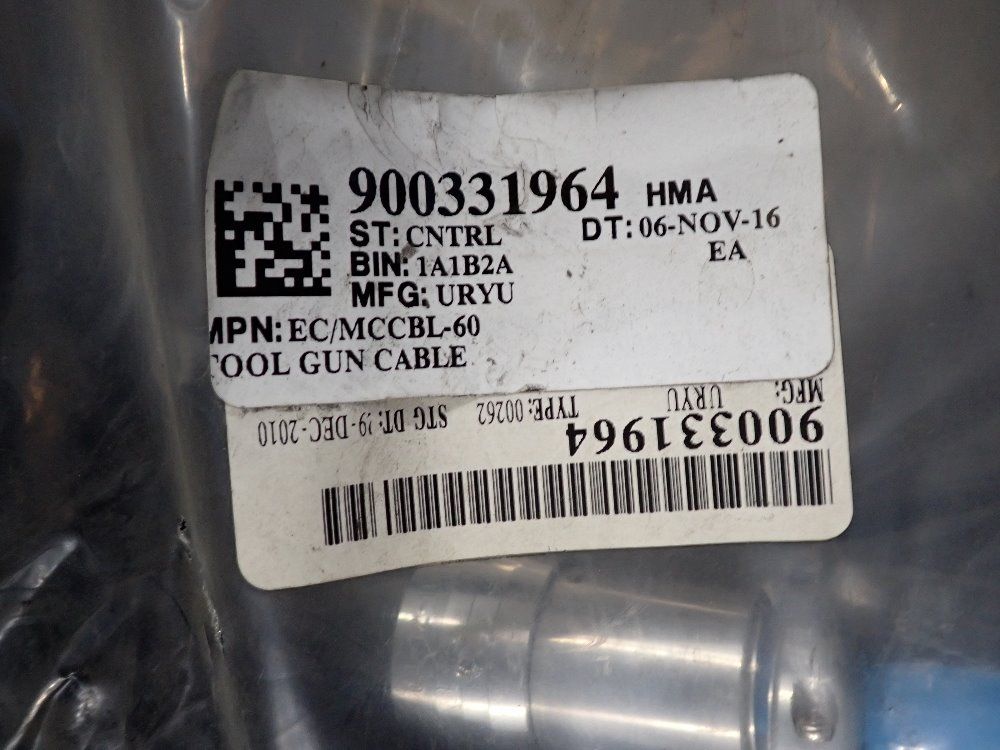 900331964 HMA
ST: CNTRL DT: 06-NOV-16
BIN: 1A1B2A EA
MFG: URYU
MPN: EC/MCCBL-60
TOOL GUN CABLE
900331964
MFG: URYU TYPE: 00262 STG DT: 9-DEC-2010